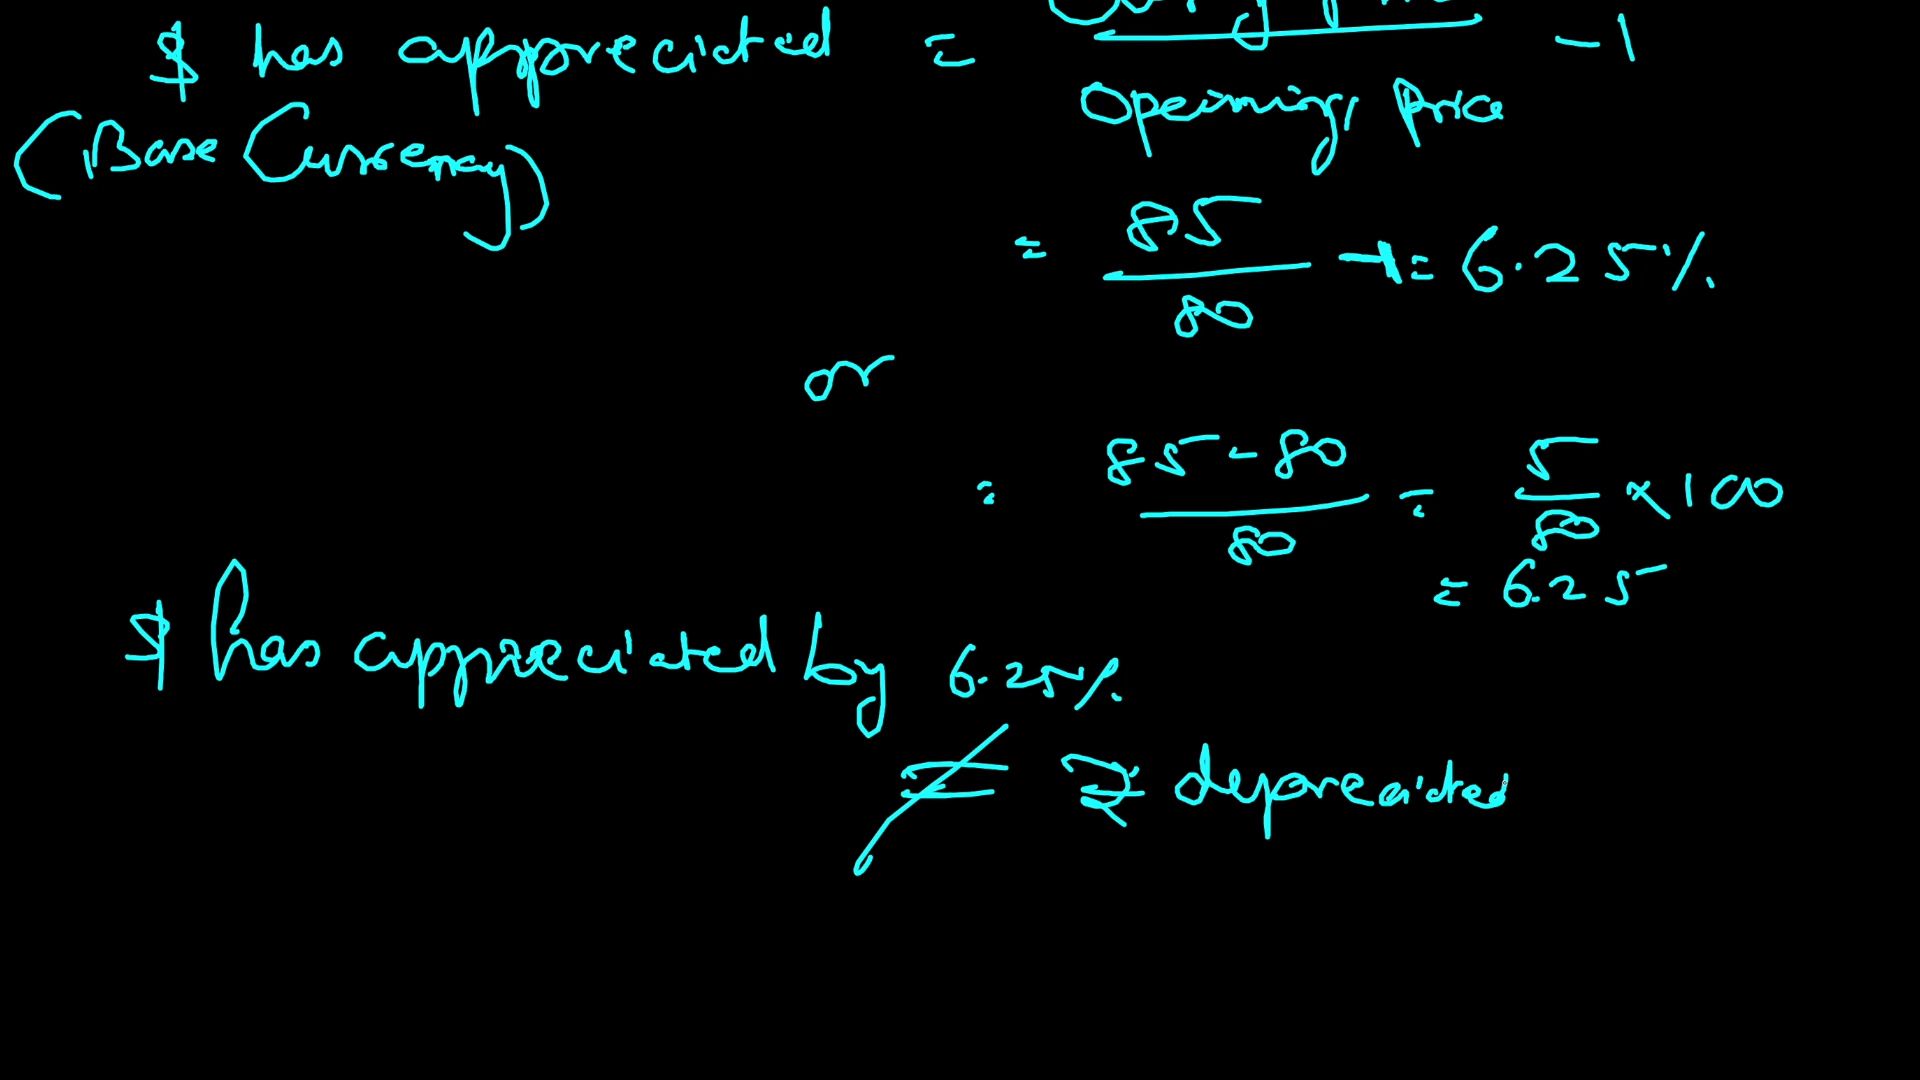 $ has appreciated = -1
Opening Price
(Base Currency)
= 85/80 -1 = 6.25%
or
= 85-80/80 = 5/80 × 100
= 6.25
$ has appreciated by 6.25%
≠ ₹ depreciated